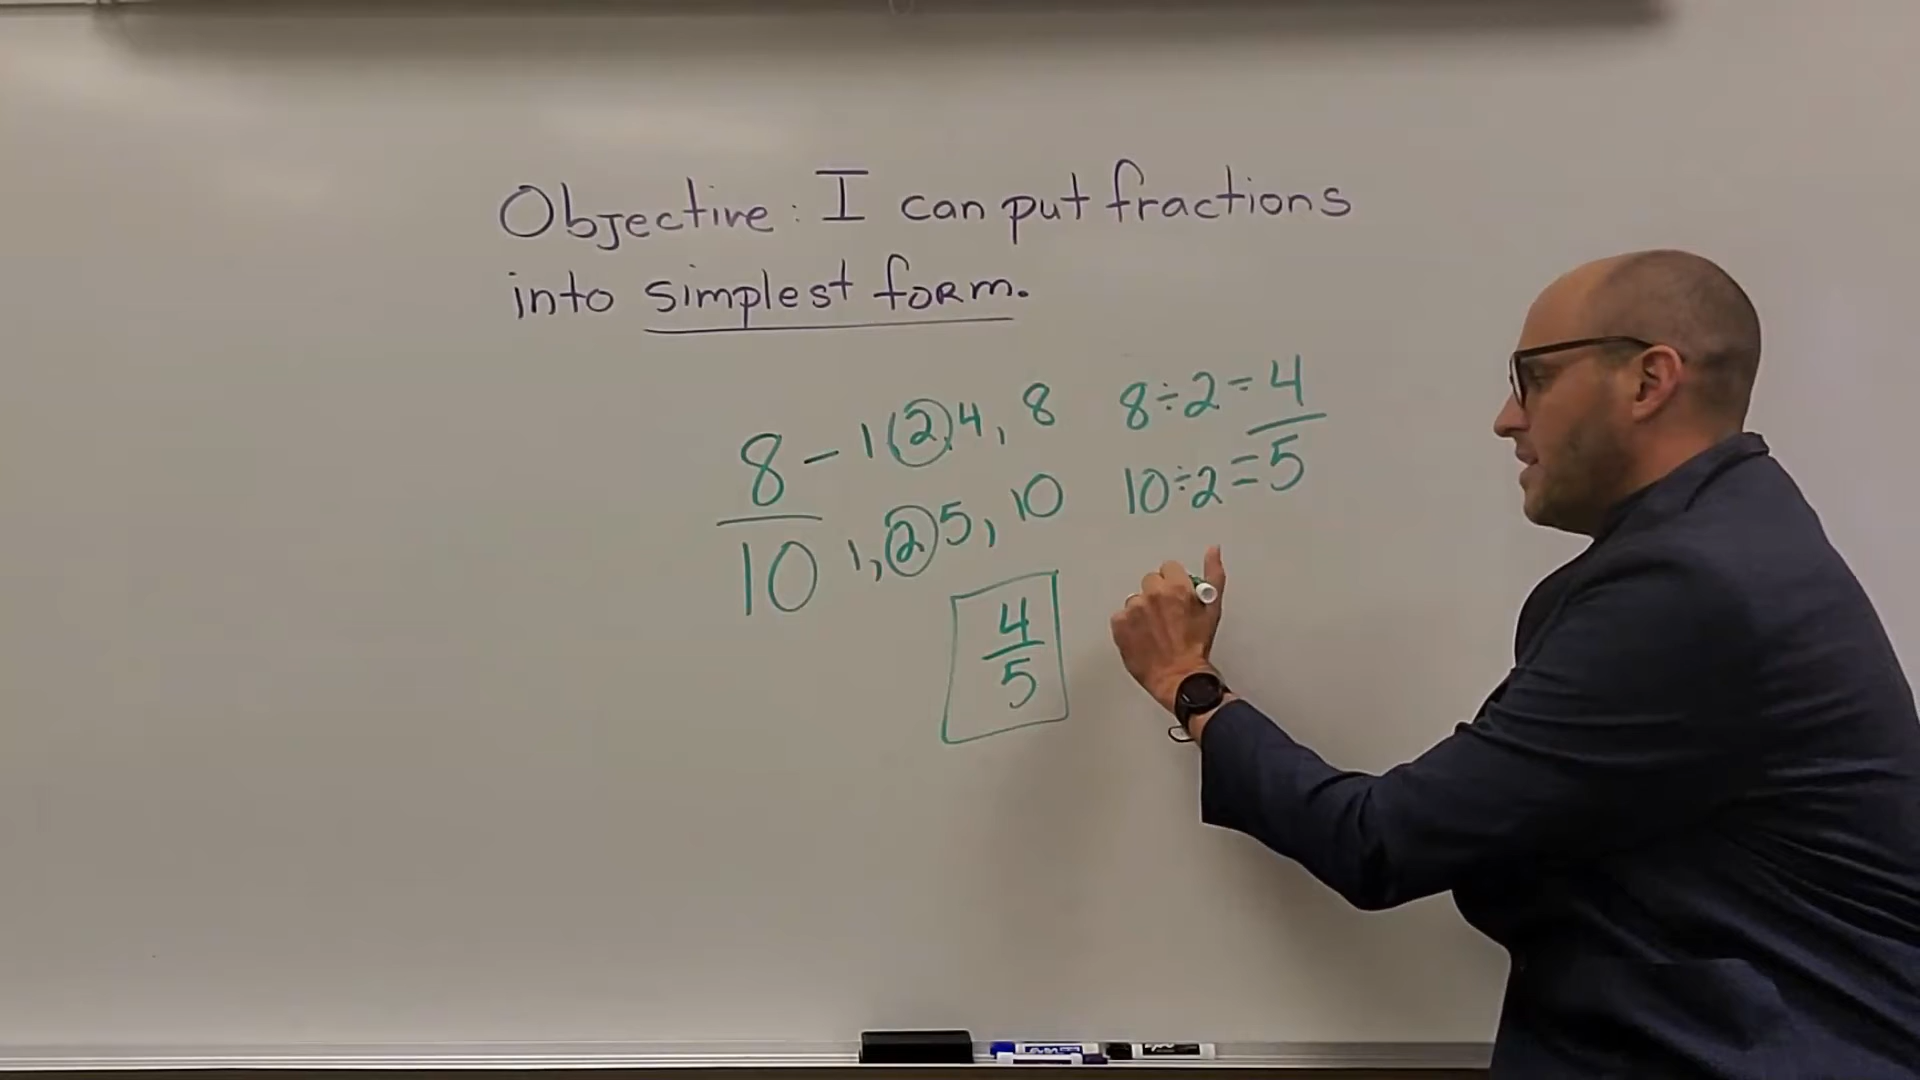 Objective: I can put fractions
into simplest form.
8 – 1 2, 4, 8 8÷2=4
10 1, 2 5, 10 10÷2=5
4
5